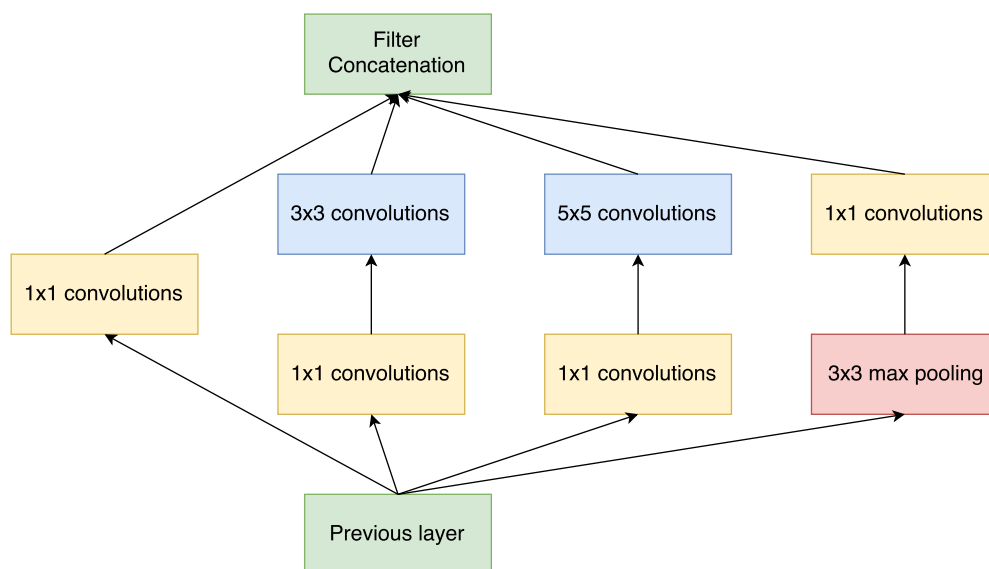 Filter
Concatenation
3x3 convolutions
5x5 convolutions
1x1 convolutions
1x1 convolutions
1x1 convolutions
1x1 convolutions
3x3 max pooling
Previous layer